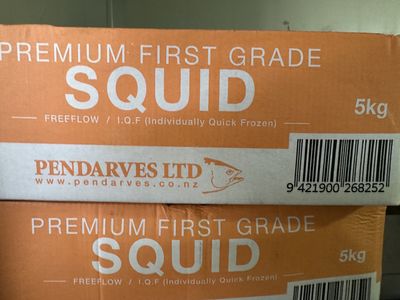 PREMIUM FIRST GRADE
SQUID
5kg
FREEFLOW / I.Q.F (Individually Quick Frozen)
PENDARVES LTD
www.pendarves.co.nz
9 421900 268252
PREMIUM FIRST GRADE
SQUID
5kg
FREEFLOW / I.Q.F (Individually Quick Frozen)